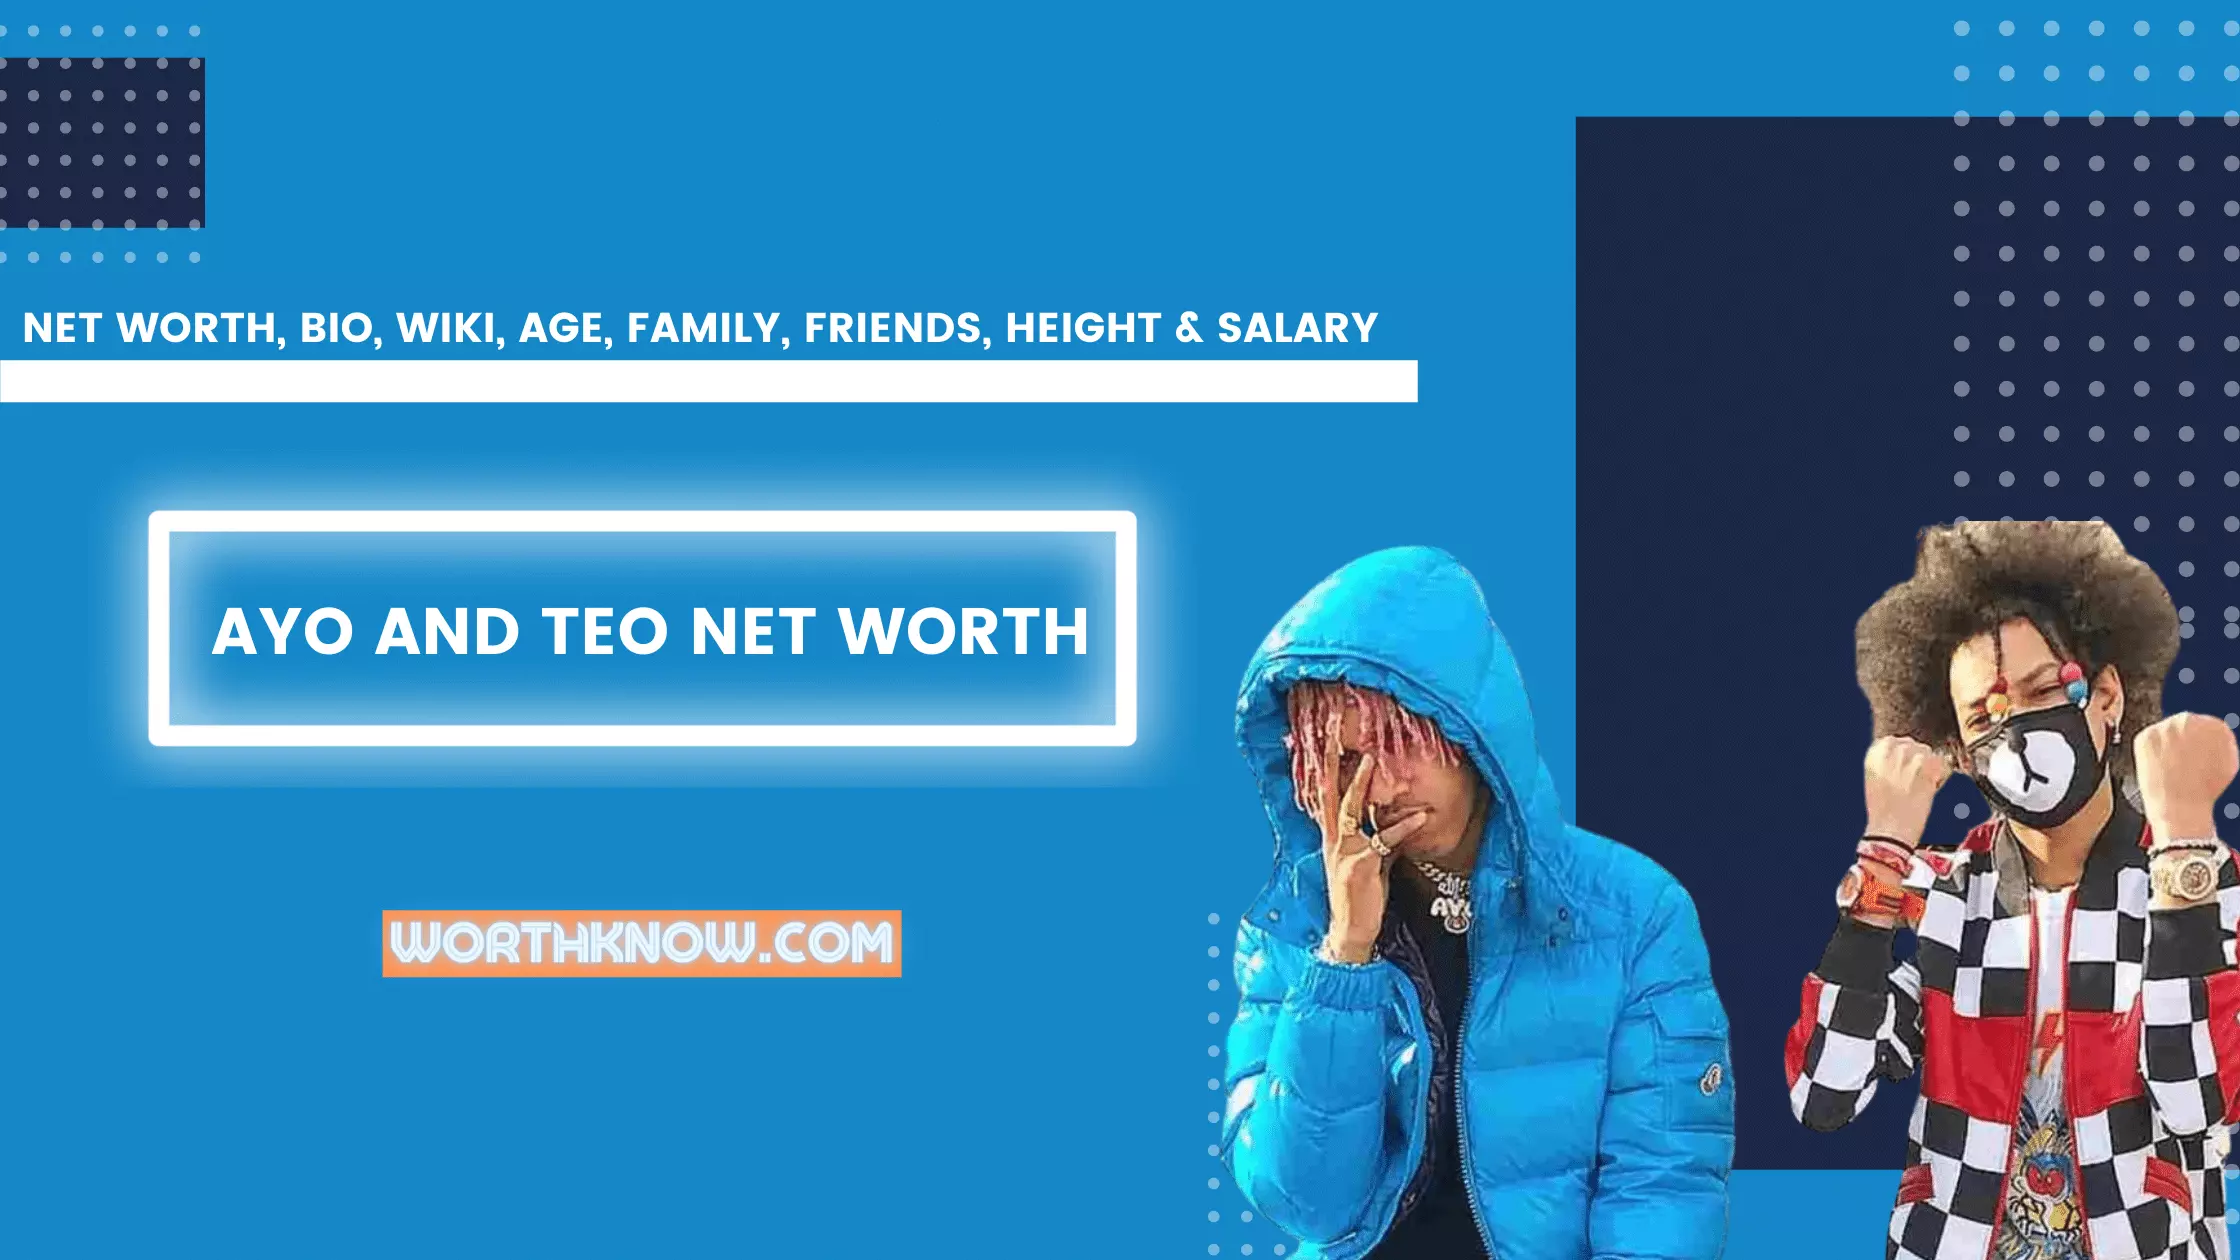 NET WORTH, BIO, WIKI, AGE, FAMILY, FRIENDS, HEIGHT & SALARY
AYO AND TEO NET WORTH
WORTHKNOW.COM